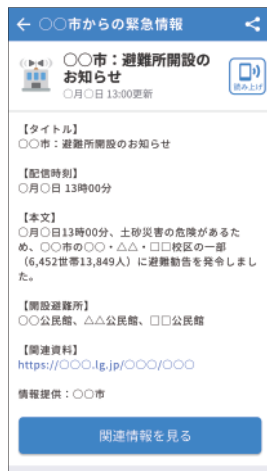 ○○市からの緊急情報
○○市：避難所開設の
お知らせ
○月○日 13:00更新
読み上げ
【タイトル】
○○市：避難所開設のお知らせ
【配信時刻】
○月○日 13時00分
【本文】
○月○日13時00分、土砂災害の危険があるた
め、○○市の○○・△△・□□校区の一部
（6,452世帯13,849人）に避難勧告を発令しまし
た。
【開設避難所】
○○公民館、△△公民館、□□公民館
【関連資料】
https://○○○.lg.jp/○○○/○○○
情報提供：○○市
関連情報を見る